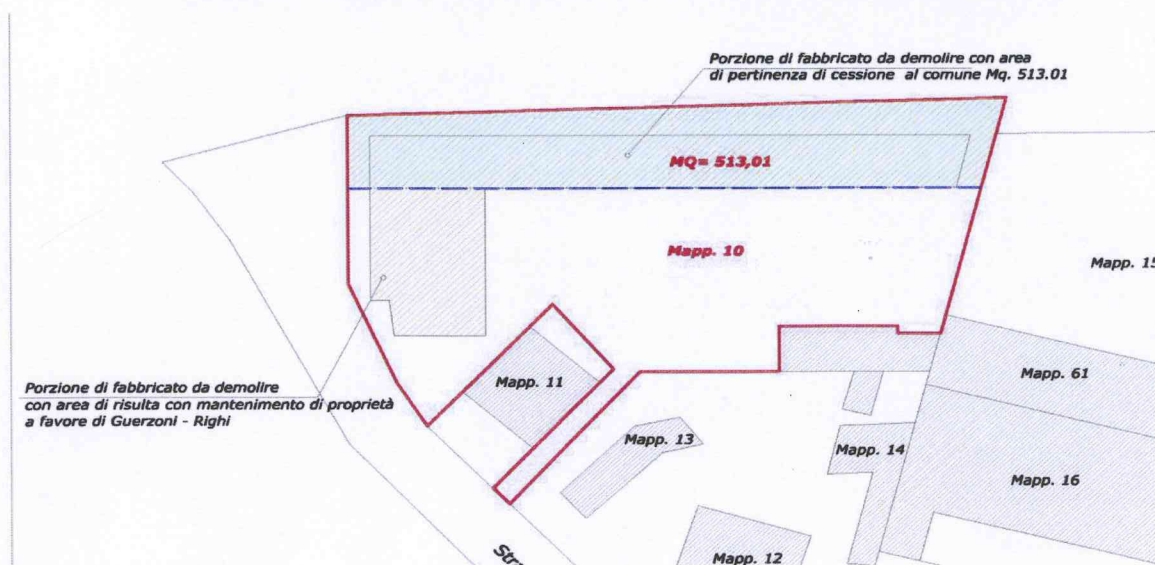 Porzione di fabbricato da demolire con area
di pertinenza di cessione al comune Mq. 513.01
MQ= 513,01
Mapp. 10
Mapp. 15
Mapp. 11
Mapp. 61
Porzione di fabbricato da demolire
con area di risulta con mantenimento di proprietà
a favore di Guerzoni - Righi
Mapp. 13
Mapp. 14
Mapp. 16
Mapp. 12